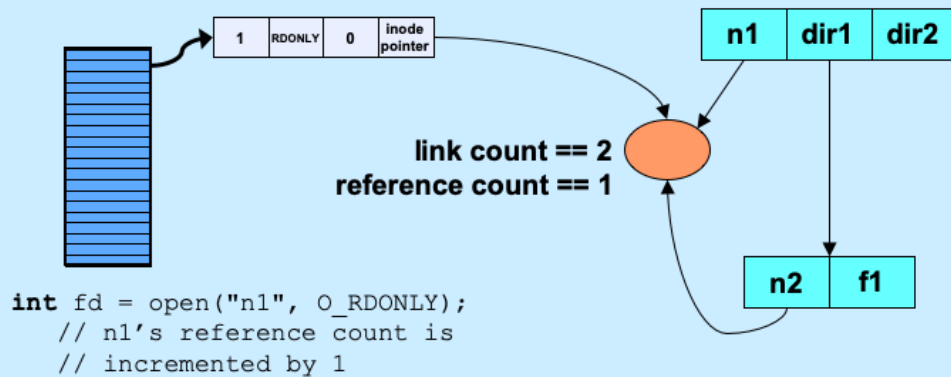 1 RDONLY 0 inode pointer
n1 dir1 dir2
link count == 2
reference count == 1
n2 f1
int fd = open("n1", O_RDONLY);
// n1’s reference count is
// incremented by 1